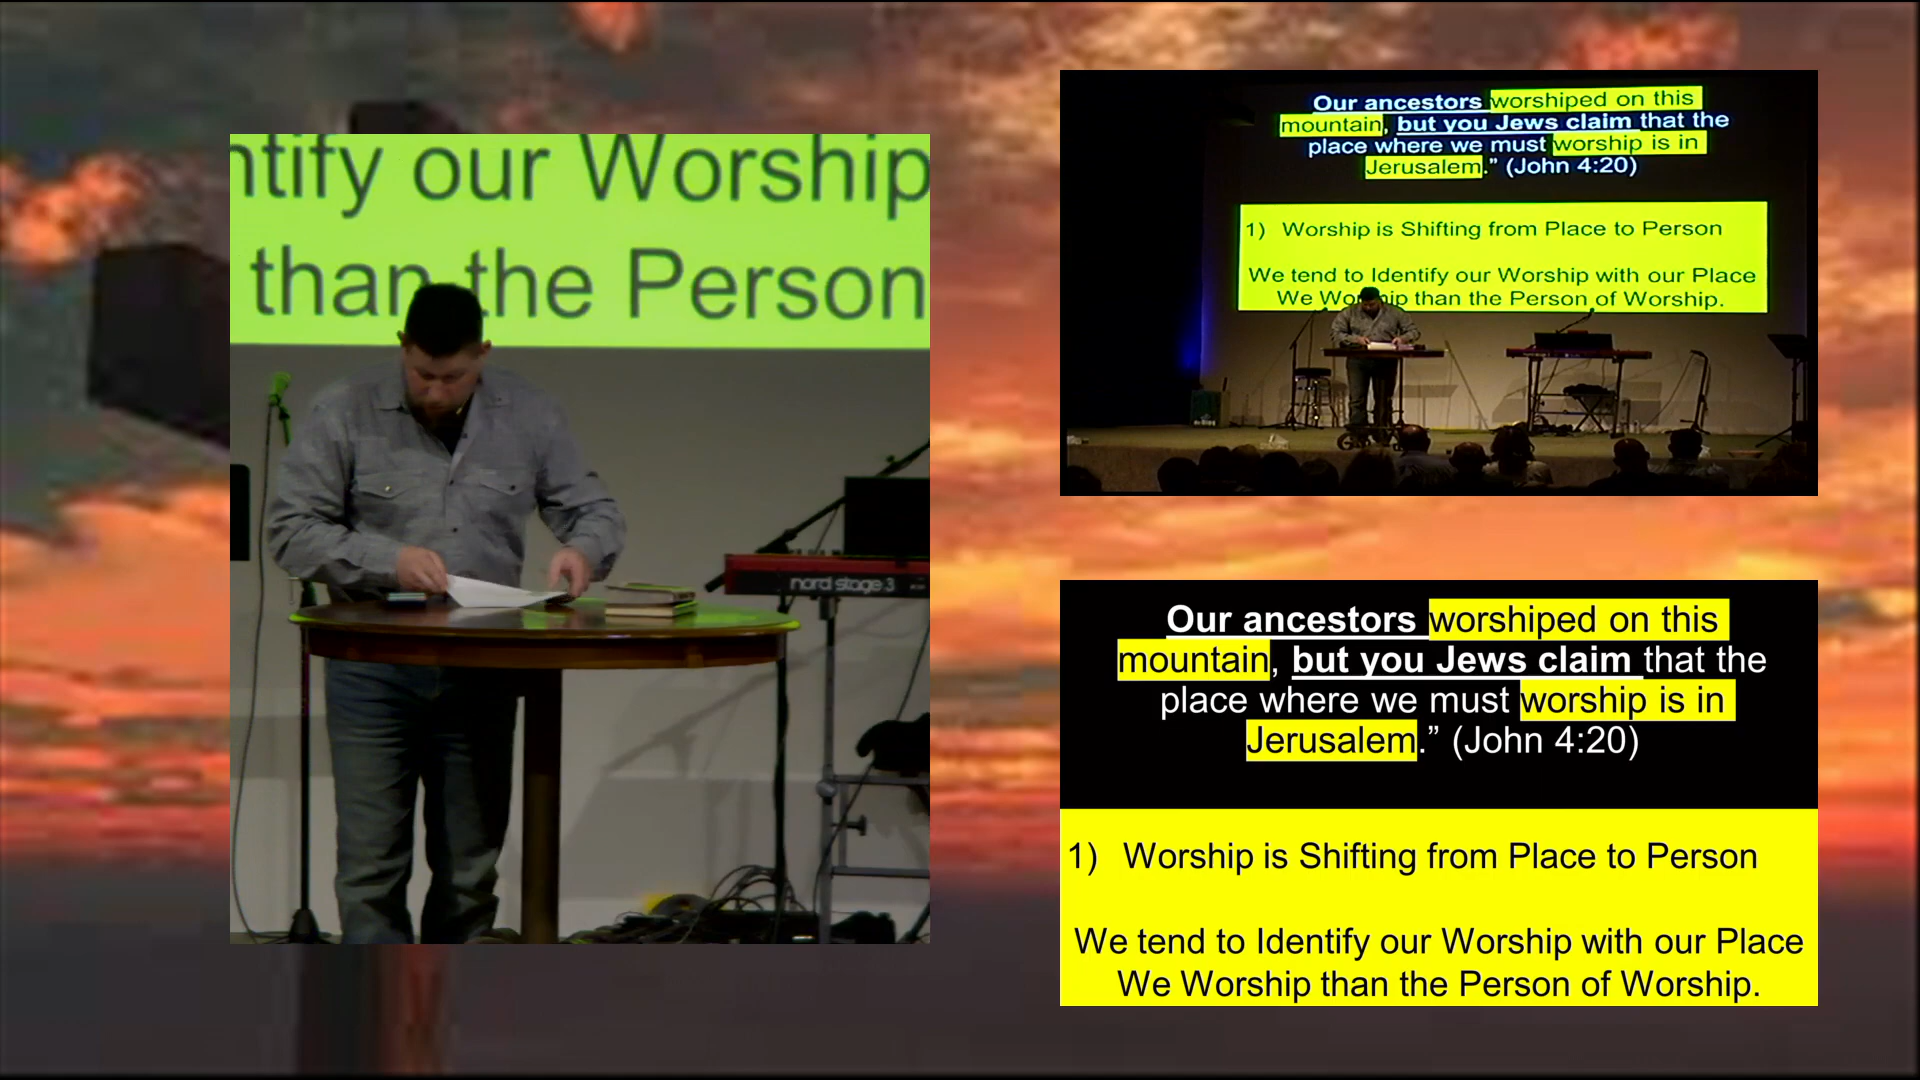 ntify our Worship
than the Person
nord stage 3
Our ancestors worshiped on this
mountain, but you Jews claim that the
place where we must worship is in
Jerusalem.” (John 4:20)
1) Worship is Shifting from Place to Person
We tend to Identify our Worship with our Place
We Worship than the Person of Worship.
Our ancestors worshiped on this
mountain, but you Jews claim that the
place where we must worship is in
Jerusalem.” (John 4:20)
1) Worship is Shifting from Place to Person
We tend to Identify our Worship with our Place
We Worship than the Person of Worship.